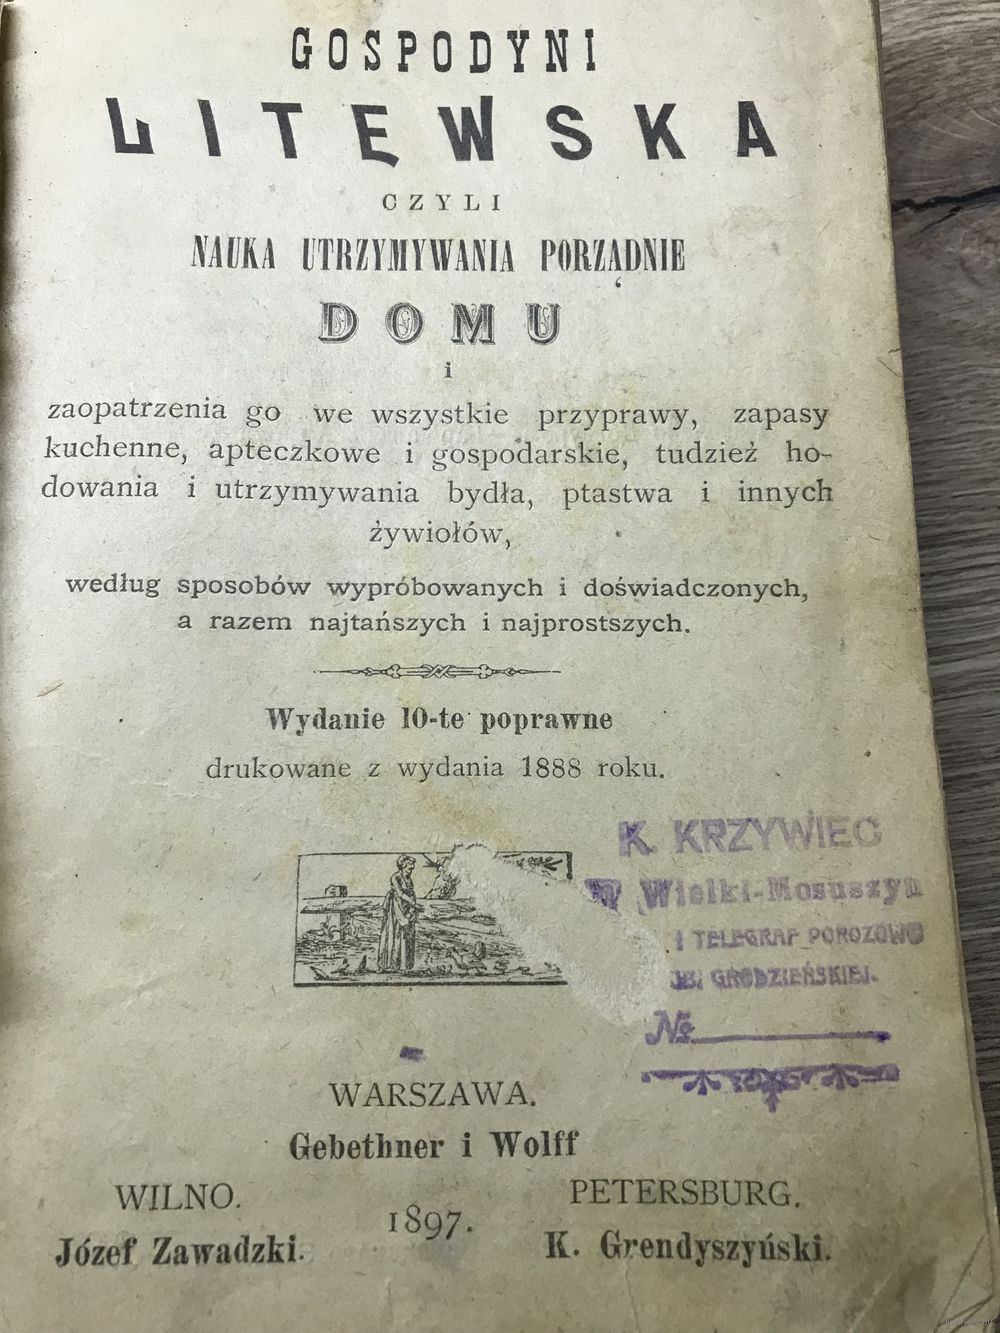 GOSPODYNI
LITEWSKA
CZYLI
NAUKA UTRZYMYWANIA PORZĄDNIE
DOMU
i
zaopatrzenia go we wszystkie przyprawy, zapasy
kuchenne, apteczkowe i gospodarskie, tudzież ho-
dowania i utrzymywania bydła, ptastwa i innych
żywiołów,
według sposobów wypróbowanych i doświadczonych,
a razem najtańszych i najprostszych.
Wydanie 10-te poprawne
drukowane z wydania 1888 roku.
K. KRZYWIEC
W Wielki-Mosuszyn
I TELEGRAF POROZOWO
GRODZIEŃSKIEJ.
№
WARSZAWA.
Gebethner i Wolff
WILNO.
PETERSBURG.
1897.
Józef Zawadzki.
K. Grendyszyński.